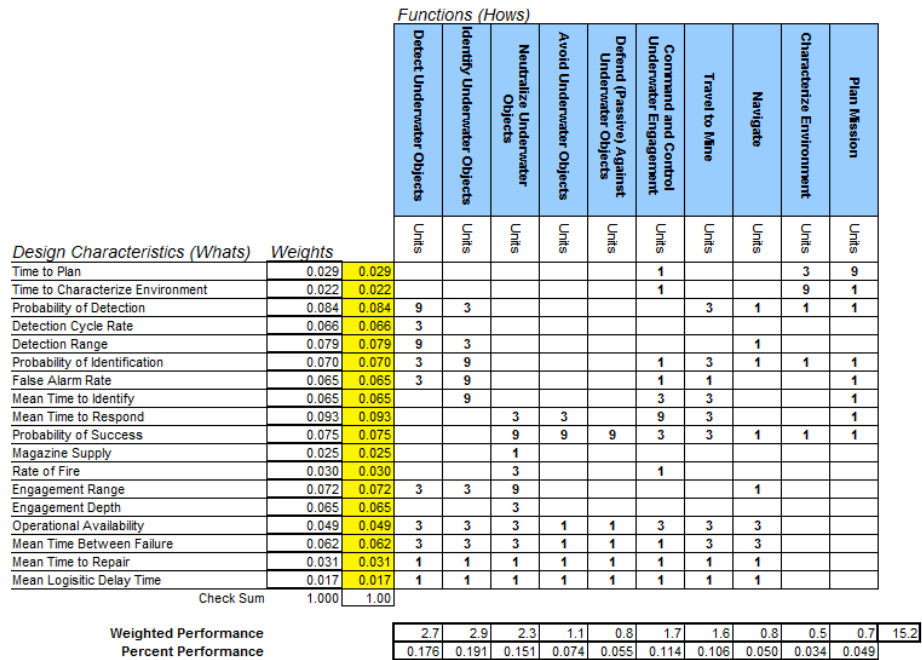 Functions (Hows)
Detect Underwater Objects
Identify Underwater Objects
Neutralize Underwater Objects
Avoid Underwater Objects
Defend (Passive) Against Underwater Objects
Command and Control Underwater Engagement
Travel to Mine
Navigate
Characterize Environment
Plan Mission
Design Characteristics (Whats) Weights Units Units Units Units Units Units Units Units Units Units
Time to Plan 0.029 0.029 1 3 9
Time to Characterize Environment 0.022 0.022 1 9 1
Probability of Detection 0.084 0.084 9 3 3 1 1 1
Detection Cycle Rate 0.066 0.066 3
Detection Range 0.079 0.079 9 3 1
Probability of Identification 0.070 0.070 3 9 1 3 1 1 1
False Alarm Rate 0.065 0.065 3 9 1 1 1
Mean Time to Identify 0.065 0.065 9 3 3 1
Mean Time to Respond 0.093 0.093 3 3 9 3 1
Probability of Success 0.075 0.075 9 9 9 3 3 1 1 1
Magazine Supply 0.025 0.025 1
Rate of Fire 0.030 0.030 3 1
Engagement Range 0.072 0.072 3 3 9 1
Engagement Depth 0.065 0.065 3
Operational Availability 0.049 0.049 3 3 3 1 1 3 3 3
Mean Time Between Failure 0.062 0.062 3 3 3 1 1 1 3 3
Mean Time to Repair 0.031 0.031 1 1 1 1 1 1 1 1
Mean Logisitic Delay Time 0.017 0.017 1 1 1 1 1 1 1 1
Check Sum 1.000 1.00
Weighted Performance 2.7 2.9 2.3 1.1 0.8 1.7 1.6 0.8 0.5 0.7 15.2
Percent Performance 0.176 0.191 0.151 0.074 0.055 0.114 0.106 0.050 0.034 0.049